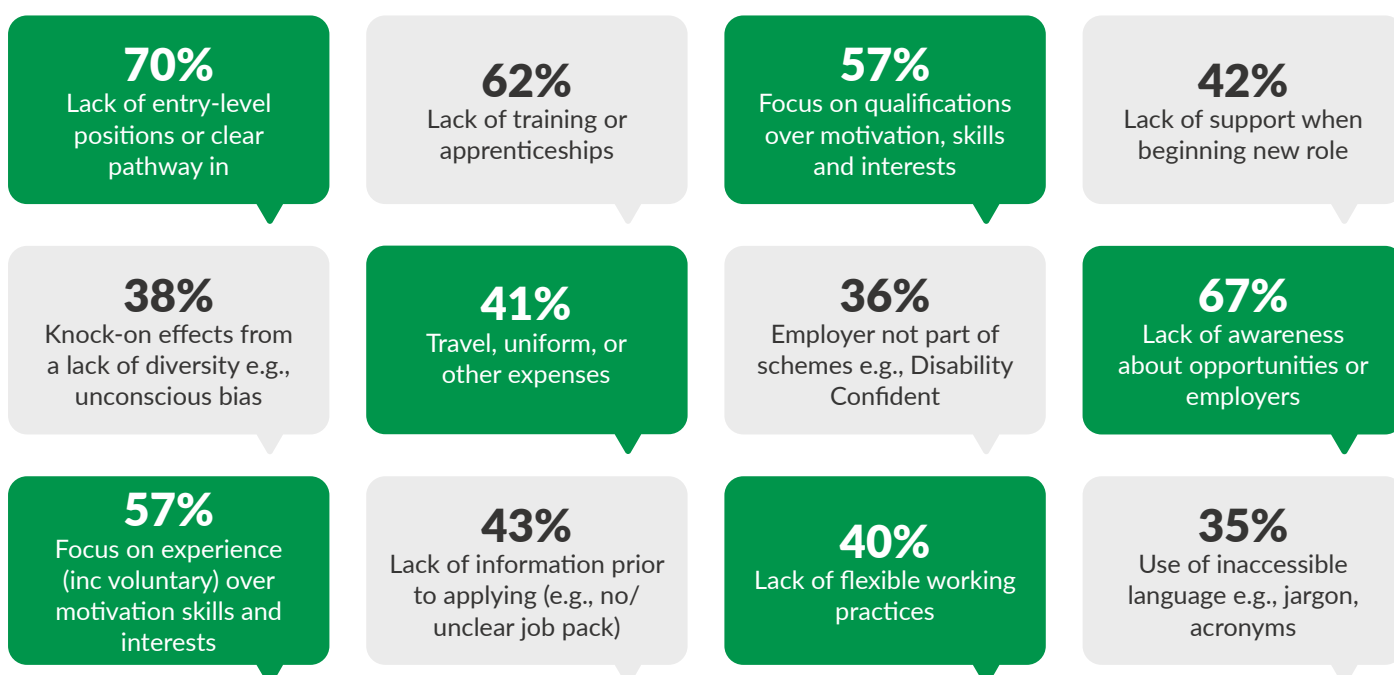 70%
Lack of entry-level
positions or clear
pathway in
62%
Lack of training or
apprenticeships
57%
Focus on qualifications
over motivation, skills
and interests
42%
Lack of support when
beginning new role
38%
Knock-on effects from
a lack of diversity e.g.,
unconscious bias
41%
Travel, uniform, or
other expenses
36%
Employer not part of
schemes e.g., Disability
Confident
67%
Lack of awareness
about opportunities or
employers
57%
Focus on experience
(inc voluntary) over
motivation skills and
interests
43%
Lack of information prior
to applying (e.g., no/
unclear job pack)
40%
Lack of flexible working
practices
35%
Use of inaccessible
language e.g., jargon,
acronyms